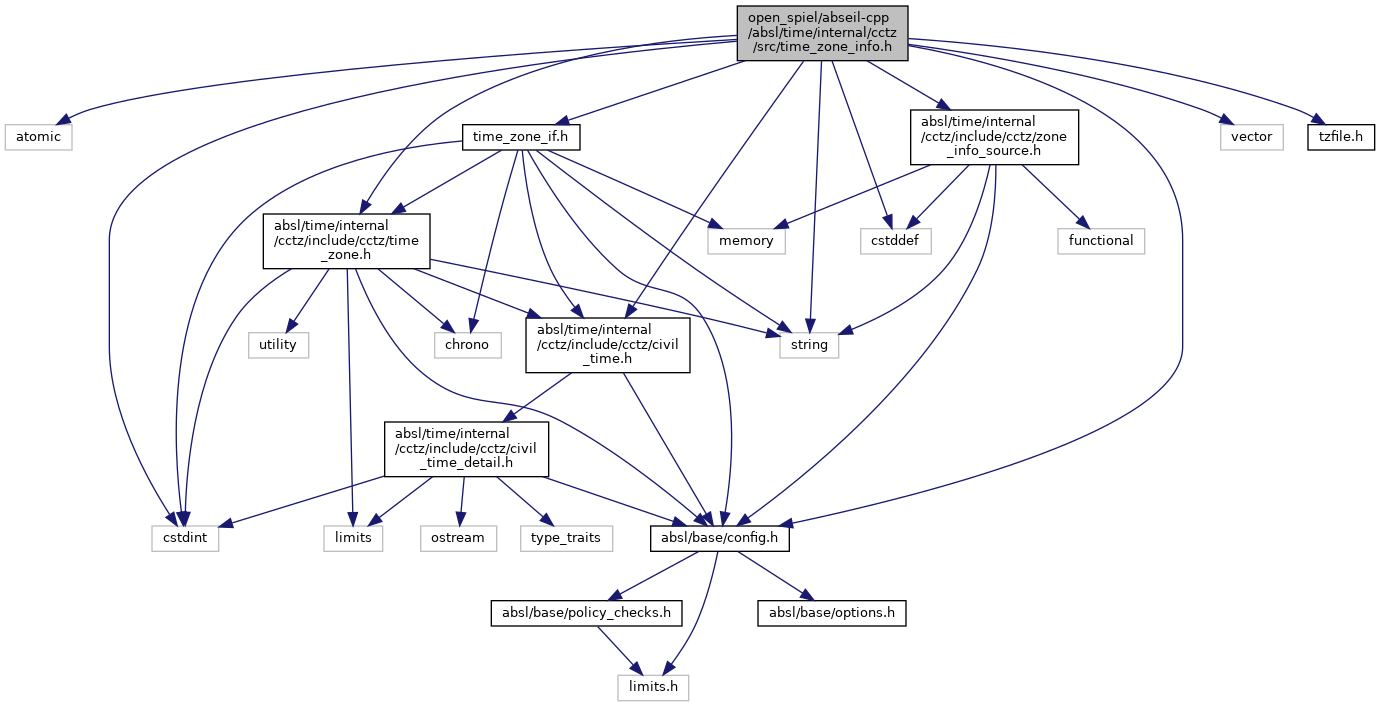 open_spiel/abseil-cpp
/absl/time/internal/cctz
/src/time_zone_info.h
atomic
time_zone_if.h
absl/time/internal
/cctz/include/cctz/zone
_info_source.h
vector
tzfile.h
absl/time/internal
/cctz/include/cctz/time
_zone.h
memory
cstddef
functional
utility
chrono
absl/time/internal
/cctz/include/cctz/civil
_time.h
string
absl/time/internal
/cctz/include/cctz/civil
_time_detail.h
cstdint
limits
ostream
type_traits
absl/base/config.h
absl/base/policy_checks.h
absl/base/options.h
limits.h